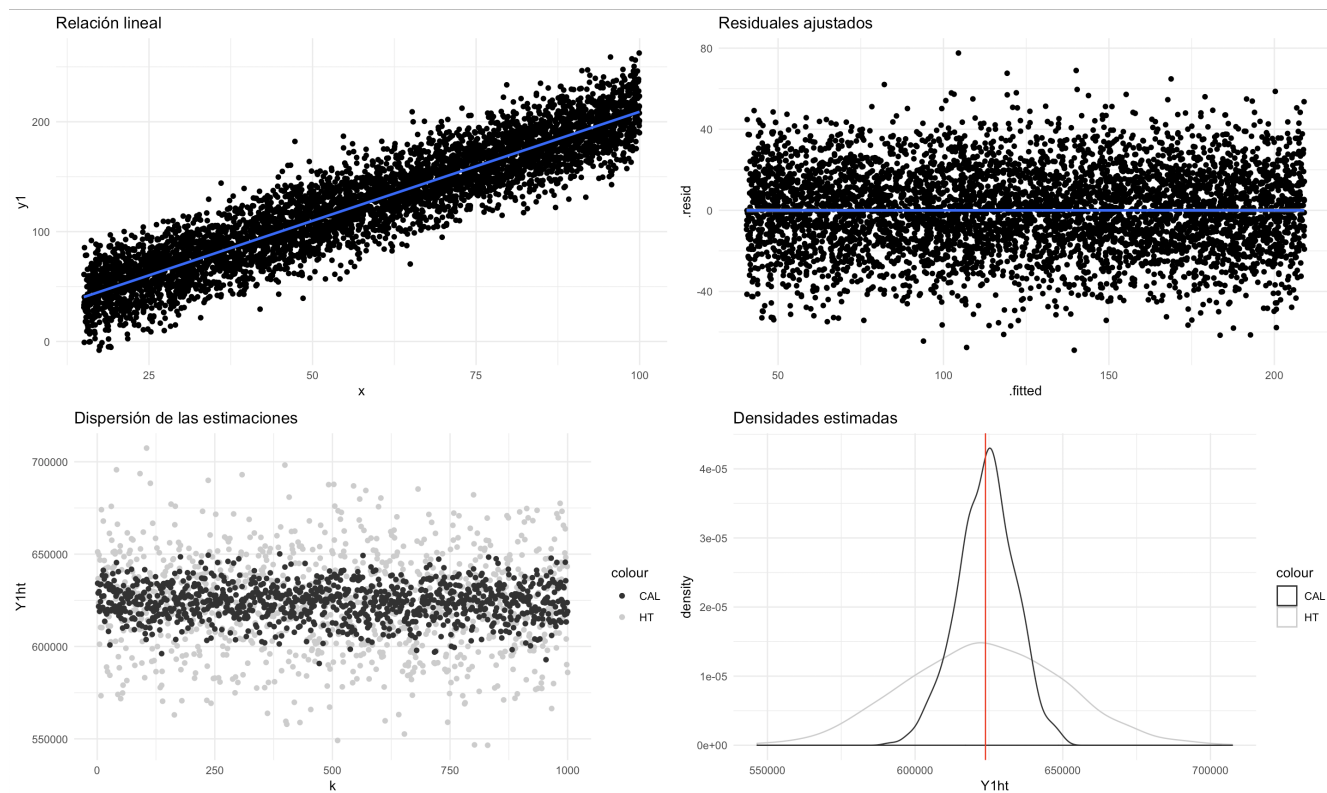 Relación lineal
y1
200
100
0
25
50
75
100
x
Residuales ajustados
.resid
80
40
0
-40
50
100
150
200
.fitted
Dispersión de las estimaciones
Y1ht
700000
650000
600000
550000
0
250
500
750
1000
k
colour
CAL
HT
Densidades estimadas
density
4e-05
3e-05
2e-05
1e-05
0e+00
550000
600000
650000
700000
Y1ht
colour
CAL
HT